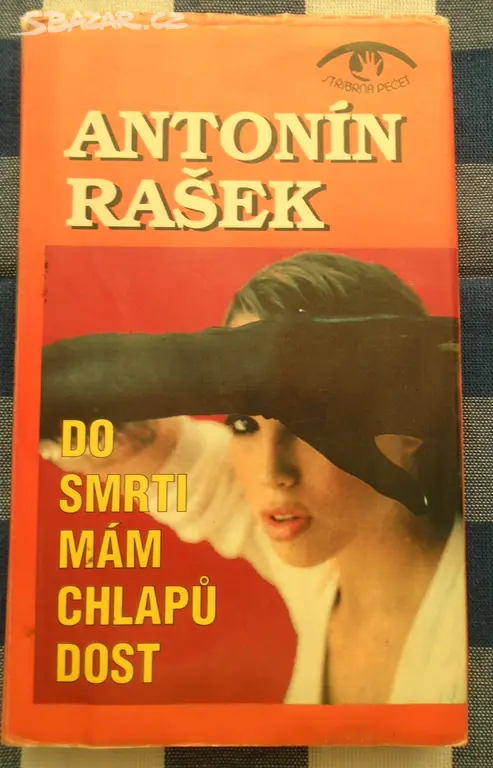 SBAZAR.CZ
STŘÍBRNÁ PEČEŤ
ANTONÍN
RAŠEK
DO
SMRTI
MÁM
CHLAPŮ
DOST